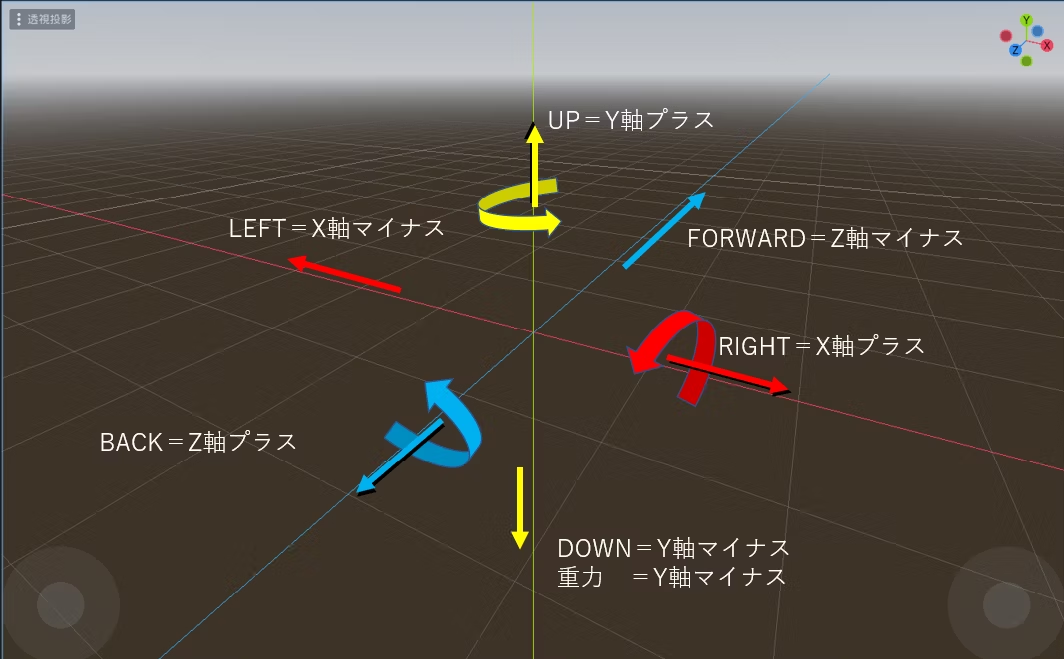 透視投影
Y
X
Z
UP＝Y軸プラス
LEFT＝X軸マイナス
FORWARD＝Z軸マイナス
RIGHT＝X軸プラス
BACK＝Z軸プラス
DOWN＝Y軸マイナス
重力　＝Y軸マイナス